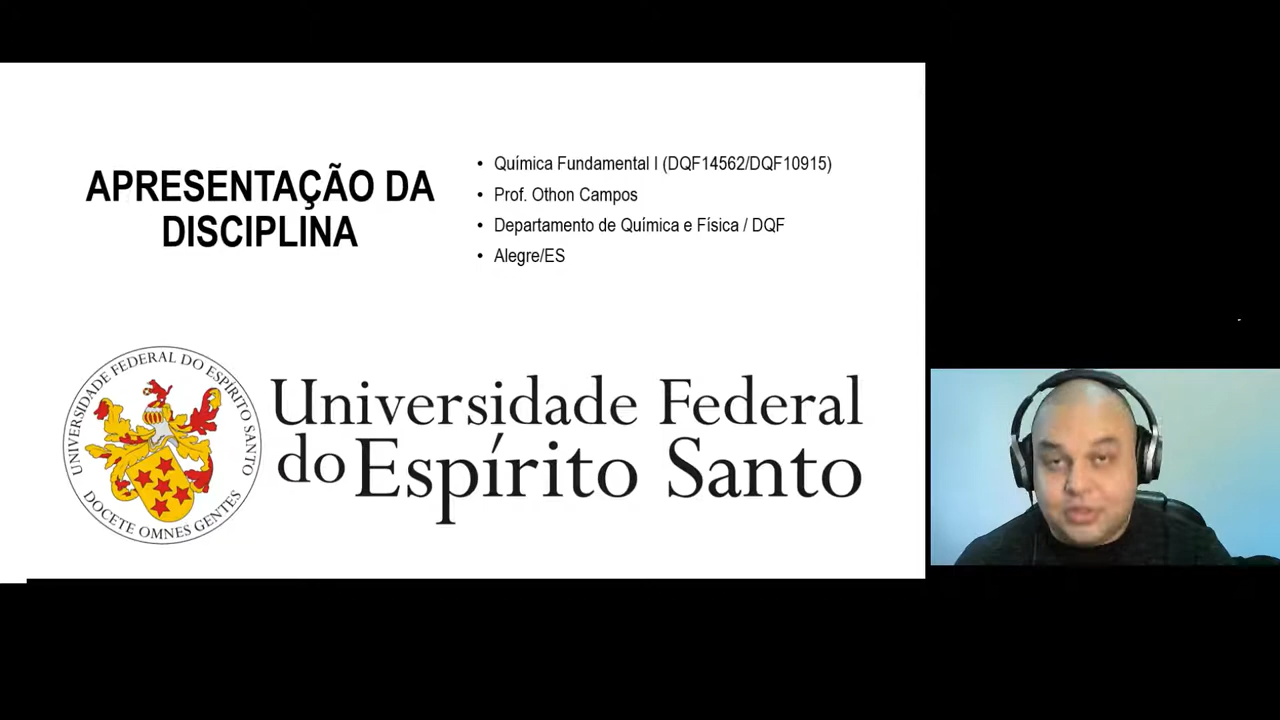 APRESENTAÇÃO DA
DISCIPLINA
• Química Fundamental I (DQF14562/DQF10915)
• Prof. Othon Campos
• Departamento de Química e Física / DQF
• Alegre/ES
UNIVERSIDADE FEDERAL DO ESPÍRITO SANTO
DOCETE OMNES GENTES
Universidade Federal
do Espírito Santo